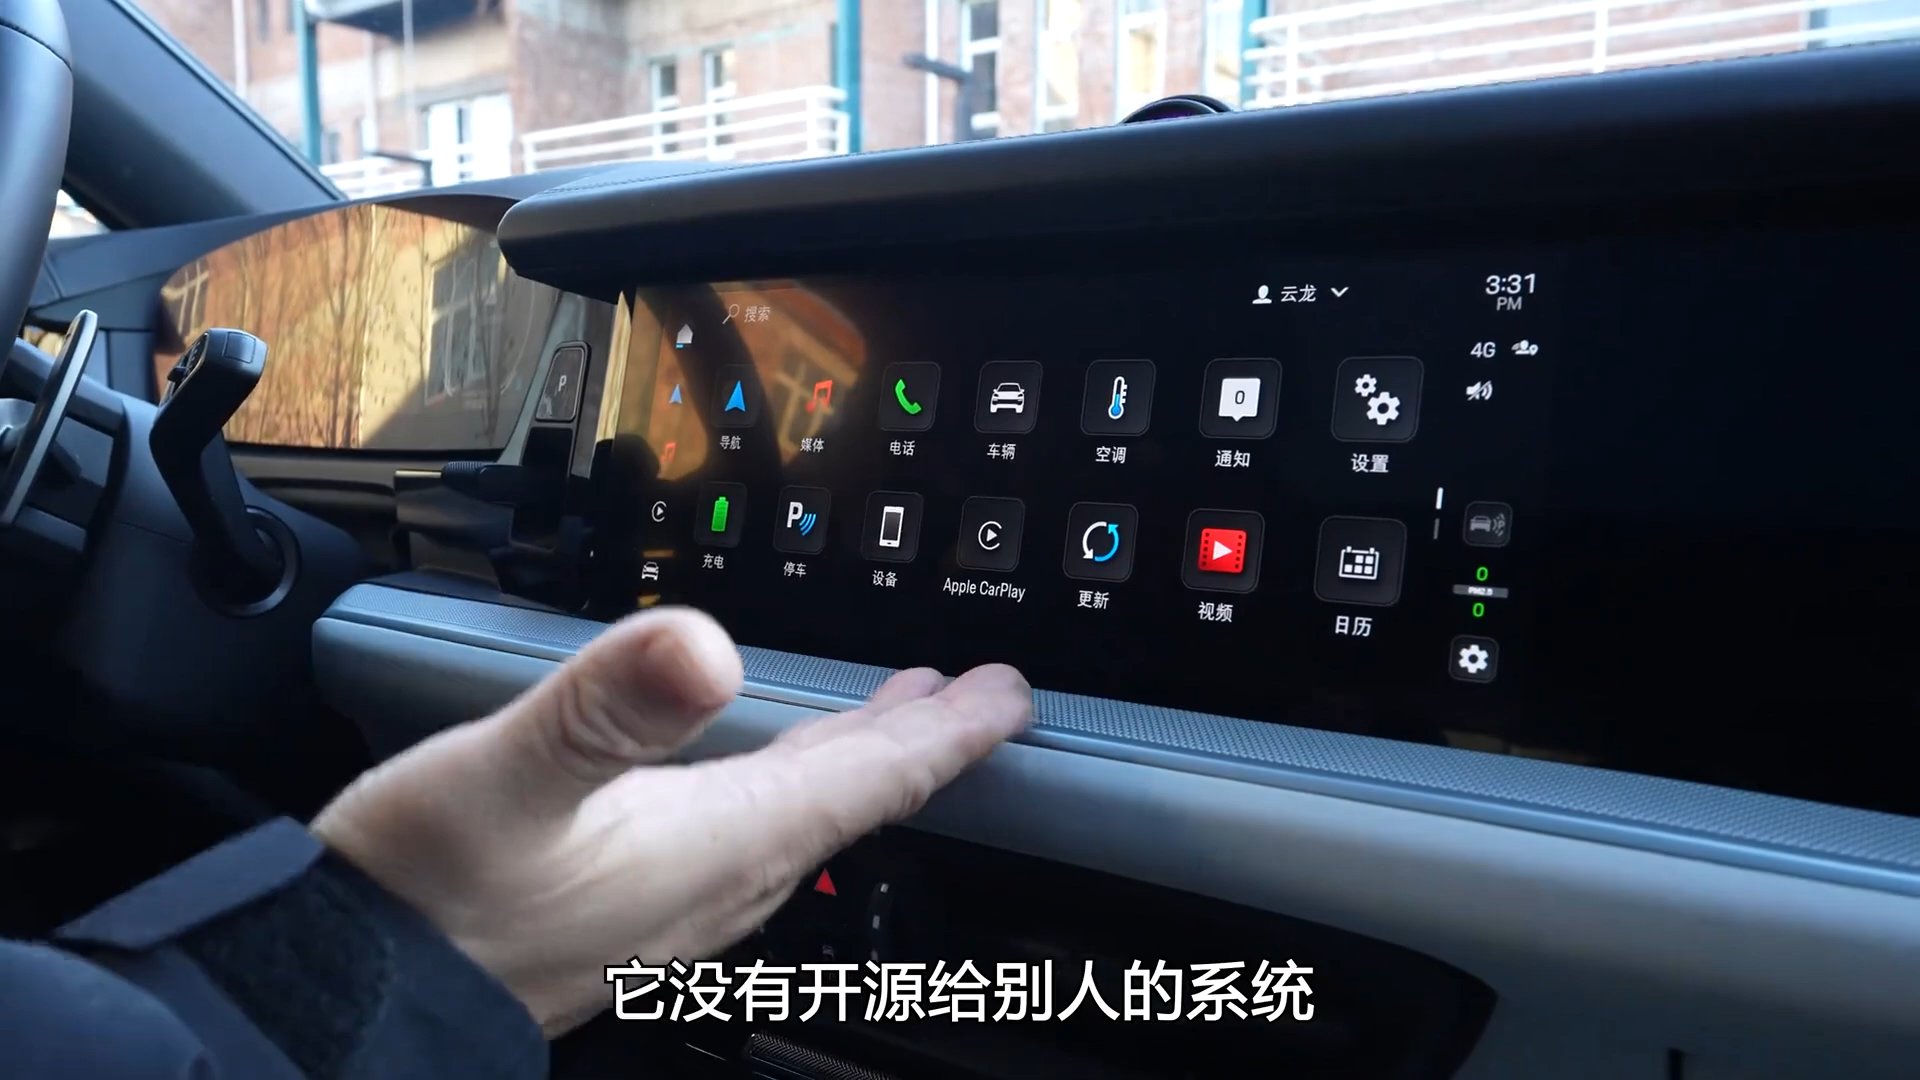 搜索
云龙
3:31
PM
4G
导航
媒体
电话
车辆
空调
0
通知
设置
P
充电
P
停车
设备
Apple CarPlay
更新
视频
日历
P
0
PM2.5
0
它没有开源给别人的系统